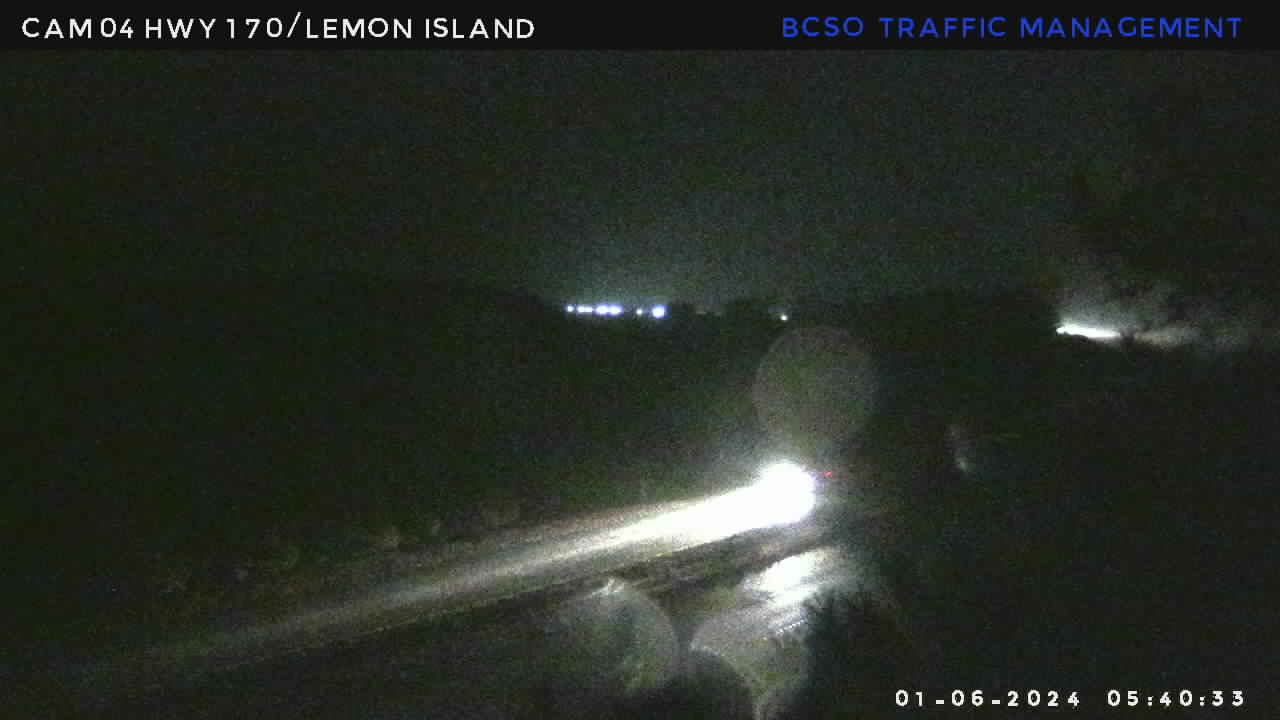 CAM04 HWY170/LEMON ISLAND
BCSO TRAFFIC MANAGEMENT
01-06-2024 05:40:33